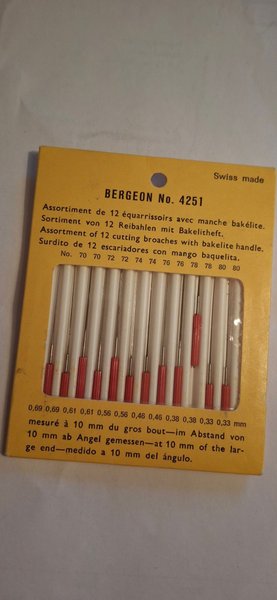 Swiss made
BERGEON No. 4251
Assortiment de 12 équarrissoirs avec manche bakélite.
Sortiment von 12 Reibahlen mit Bakelitheft.
Assortment of 12 cutting broaches with bakelite handle.
Surdito de 12 escariadores con mango baquelita.
No. 70 70 72 72 74 74 76 76 78 78 80 80
0,69 0,69 0,61 0,61 0,56 0,56 0,46 0,46 0,38 0,38 0,33 0,33 mm
mesuré à 10 mm du gros bout—im Abstand von
10 mm ab Angel gemessen—at 10 mm of the lar-
ge end—medido a 10 mm del ángulo.